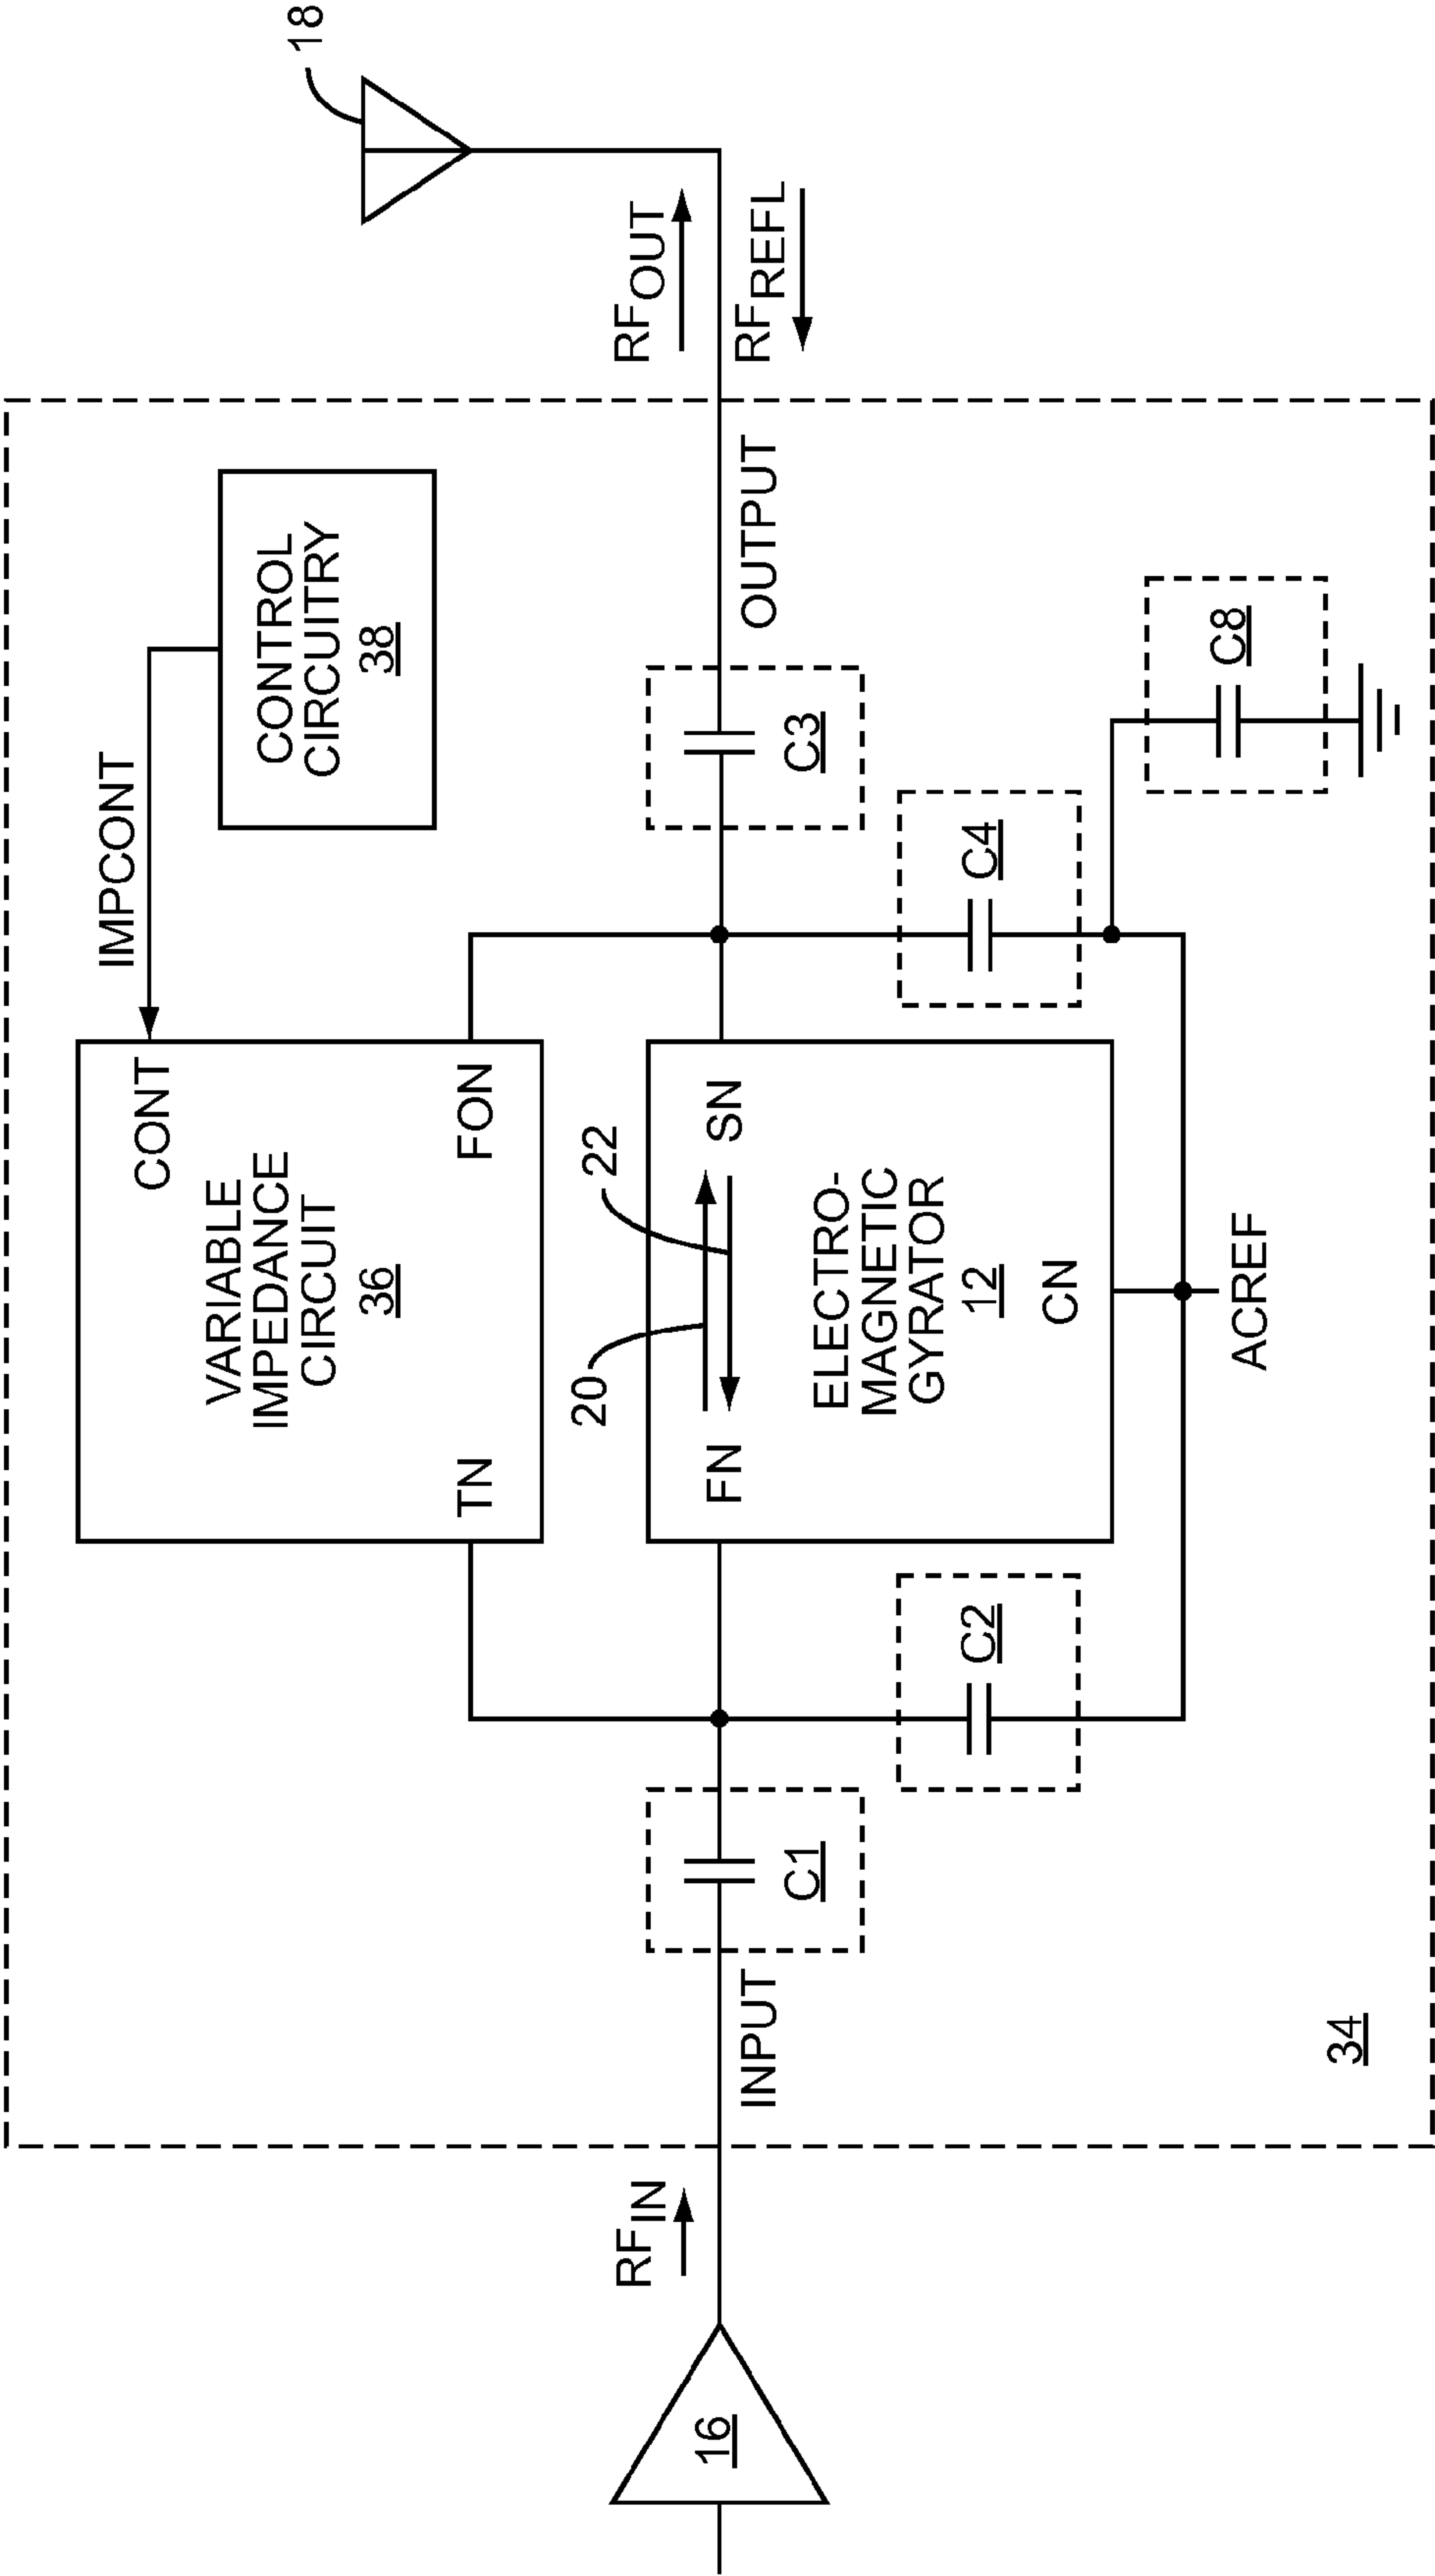 18
RFOUT
RFREFL
IMPCONT
CONTROL
CIRCUITRY
38
CONT
VARIABLE
IMPEDANCE
CIRCUIT
36
TN
FON
20
22
FN
SN
ELECTRO-
MAGNETIC
GYRATOR
12
CN
RFIN
16
INPUT
C1
C3
OUTPUT
C2
C4
C8
ACREF
34